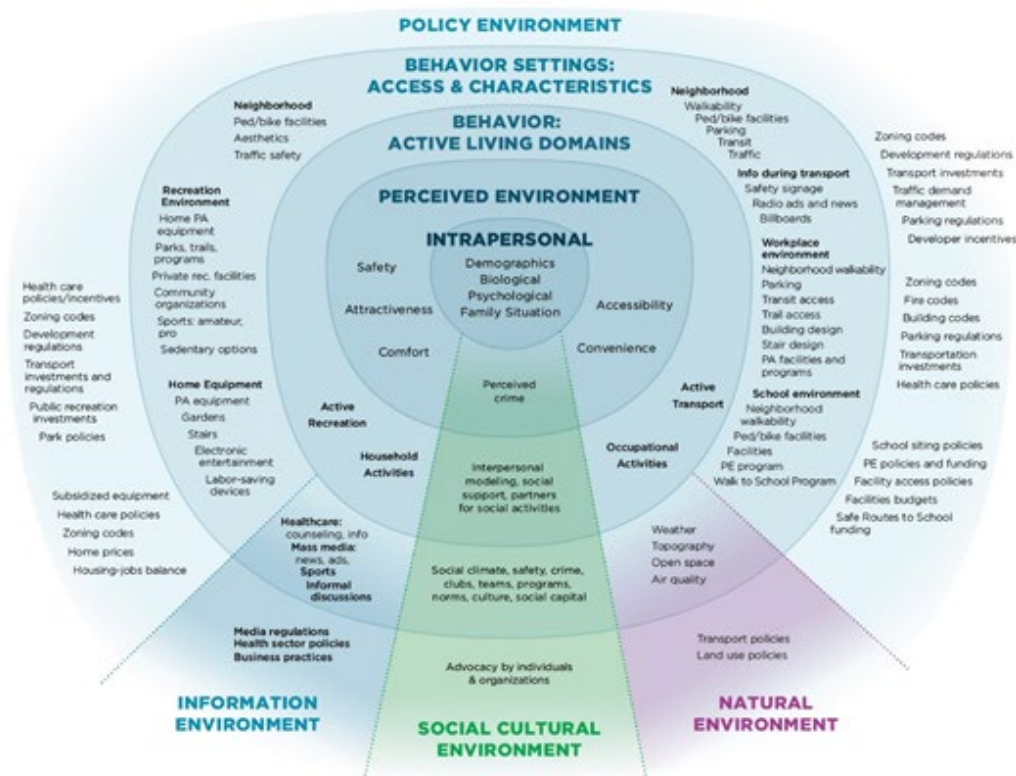 POLICY ENVIRONMENT
BEHAVIOR SETTINGS:
ACCESS & CHARACTERISTICS
BEHAVIOR:
ACTIVE LIVING DOMAINS
PERCEIVED ENVIRONMENT
INTRAPERSONAL
Demographics
Biological
Psychological
Family Situation
Safety
Attractiveness
Comfort
Accessibility
Convenience
Perceived
crime
Active
Recreation
Household
Activities
Active
Transport
Occupational
Activities
Interpersonal
modeling, social
support, partners
for social activities
Neighborhood
Ped/bike facilities
Aesthetics
Traffic safety
Recreation
Environment
Home PA
equipment
Parks, trails,
programs
Private rec. facilities
Community
organizations
Sports: amateur,
pro
Sedentary options
Home Equipment
PA equipment
Gardens
Stairs
Electronic
entertainment
Labor-saving
devices
Neighborhood
Walkability
Ped/bike facilities
Parking
Transit
Traffic
Info during transport
Safety signage
Radio ads and news
Billboards
Workplace
environment
Neighborhood walkability
Parking
Transit access
Trail access
Building design
Stair design
PA facilities and
programs
School environment
Neighborhood
walkability
Ped/bike facilities
Facilities
PE program
Walk to School Program
Health care
policies/incentives
Zoning codes
Development
regulations
Transport
investments and
regulations
Public recreation
investments
Park policies
Subsidized equipment
Health care policies
Zoning codes
Home prices
Housing-jobs balance
Zoning codes
Development regulations
Transport investments
Traffic demand
management
Parking regulations
Developer incentives
Zoning codes
Fire codes
Building codes
Parking regulations
Transportation
investments
Health care policies
School siting policies
PE policies and funding
Facility access policies
Facilities budgets
Safe Routes to School
funding
Healthcare:
counseling, info
Mass media:
news, ads,
Sports
Informal
discussions
Media regulations
Health sector policies
Business practices
INFORMATION
ENVIRONMENT
Social climate, safety, crime,
clubs, teams, programs,
norms, culture, social capital
Advocacy by individuals
& organizations
SOCIAL CULTURAL
ENVIRONMENT
Weather
Topography
Open space
Air quality
Transport policies
Land use policies
NATURAL
ENVIRONMENT